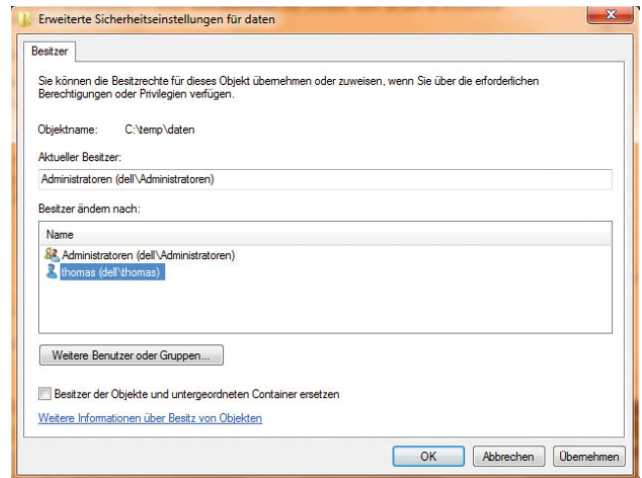 Erweiterte Sicherheitseinstellungen für daten
Besitzer
Sie können die Besitzrechte für dieses Objekt übernehmen oder zuweisen, wenn Sie über die erforderlichen
Berechtigungen oder Privilegien verfügen.
Objektname: C:\temp\daten
Aktueller Besitzer:
Administratoren (dell\Administratoren)
Besitzer ändern nach:
Name
Administratoren (dell\Administratoren)
thomas (dell\thomas)
Weitere Benutzer oder Gruppen...
Besitzer der Objekte und untergeordneten Container ersetzen
Weitere Informationen über Besitz von Objekten
OK Abbrechen Übernehmen